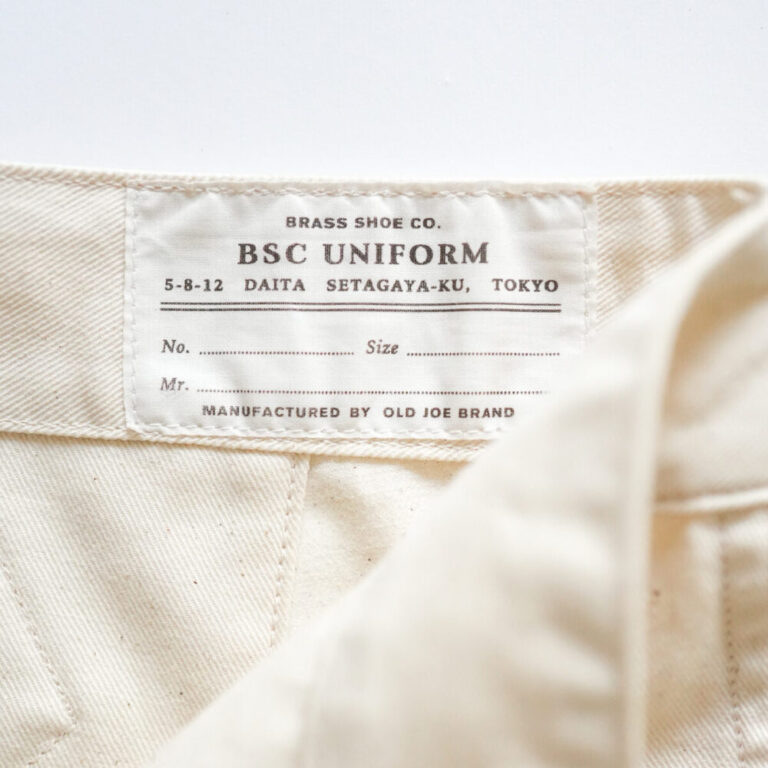 BRASS SHOE CO.
BSC UNIFORM
5-8-12 DAITA SETAGAYA-KU, TOKYO
No. Size
Mr.
MANUFACTURED BY OLD JOE BRAND